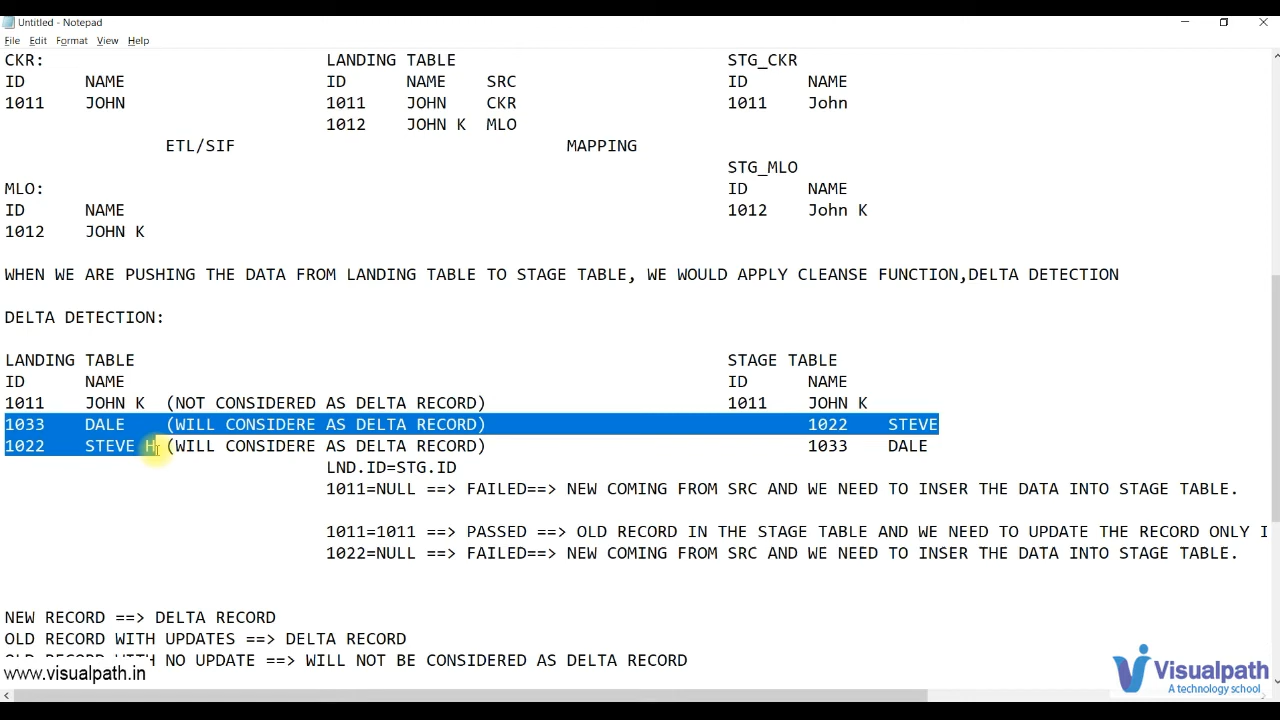 Untitled - Notepad
File Edit Format View Help
CKR: LANDING TABLE STG_CKR
ID NAME ID NAME SRC ID NAME
1011 JOHN 1011 JOHN CKR 1011 John
1012 JOHN K MLO
ETL/SIF MAPPING
STG_MLO
MLO: ID NAME
ID NAME 1012 John K
1012 JOHN K
WHEN WE ARE PUSHING THE DATA FROM LANDING TABLE TO STAGE TABLE, WE WOULD APPLY CLEANSE FUNCTION,DELTA DETECTION
DELTA DETECTION:
LANDING TABLE STAGE TABLE
ID NAME ID NAME
1011 JOHN K (NOT CONSIDERED AS DELTA RECORD) 1011 JOHN K
1033 DALE (WILL CONSIDERE AS DELTA RECORD) 1022 STEVE
1022 STEVE H (WILL CONSIDERE AS DELTA RECORD) 1033 DALE
LND.ID=STG.ID
1011=NULL ==> FAILED==> NEW COMING FROM SRC AND WE NEED TO INSER THE DATA INTO STAGE TABLE.
1011=1011 ==> PASSED ==> OLD RECORD IN THE STAGE TABLE AND WE NEED TO UPDATE THE RECORD ONLY I
1022=NULL ==> FAILED==> NEW COMING FROM SRC AND WE NEED TO INSER THE DATA INTO STAGE TABLE.
NEW RECORD ==> DELTA RECORD
OLD RECORD WITH UPDATES ==> DELTA RECORD
OLD RECORD WITH NO UPDATE ==> WILL NOT BE CONSIDERED AS DELTA RECORD
www.visualpath.in
Visualpath
A technology school